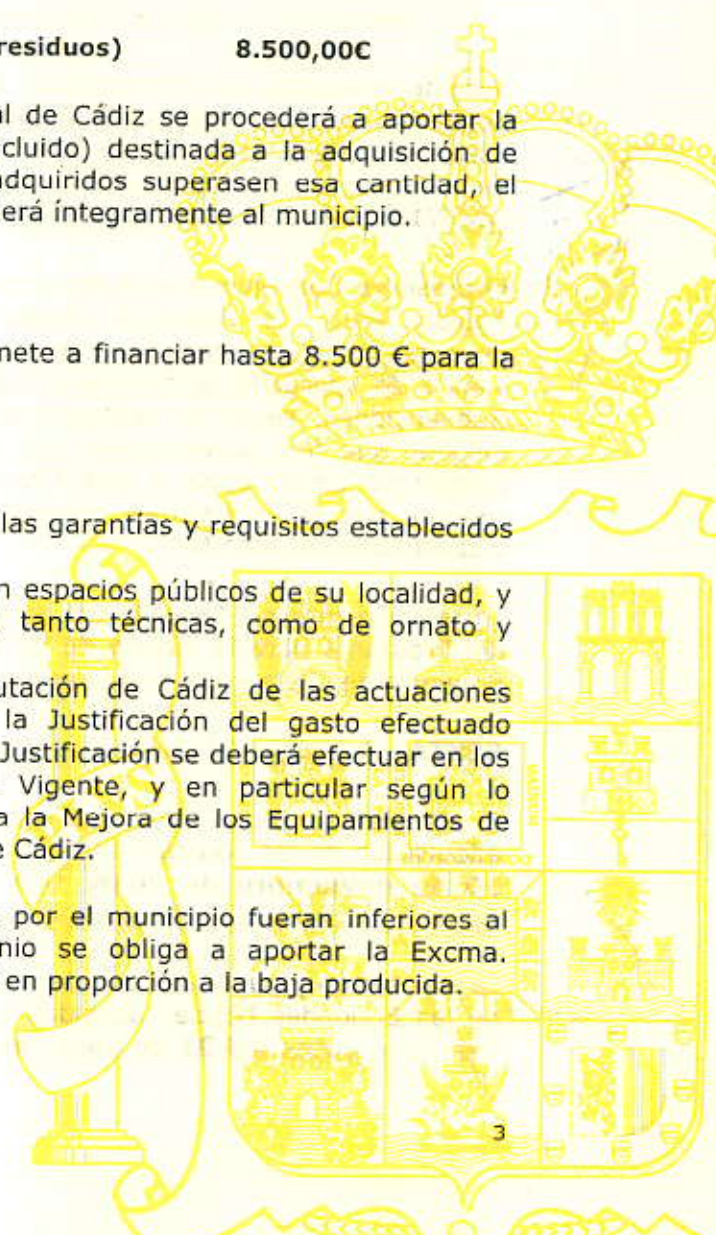 residuos) 8.500,00€
al de Cádiz se procederá a aportar la
cluido) destinada a la adquisición de
adquiridos superasen esa cantidad, el
erá íntegramente al municipio.
mete a financiar hasta 8.500 € para la
las garantías y requisitos establecidos
n espacios públicos de su localidad, y
tanto técnicas, como de ornato y
utación de Cádiz de las actuaciones
la Justificación del gasto efectuado
Justificación se deberá efectuar en los
Vigente, y en particular según lo
a la Mejora de los Equipamientos de
e Cádiz.
por el municipio fueran inferiores al
nio se obliga a aportar la Excma.
en proporción a la baja producida.
3